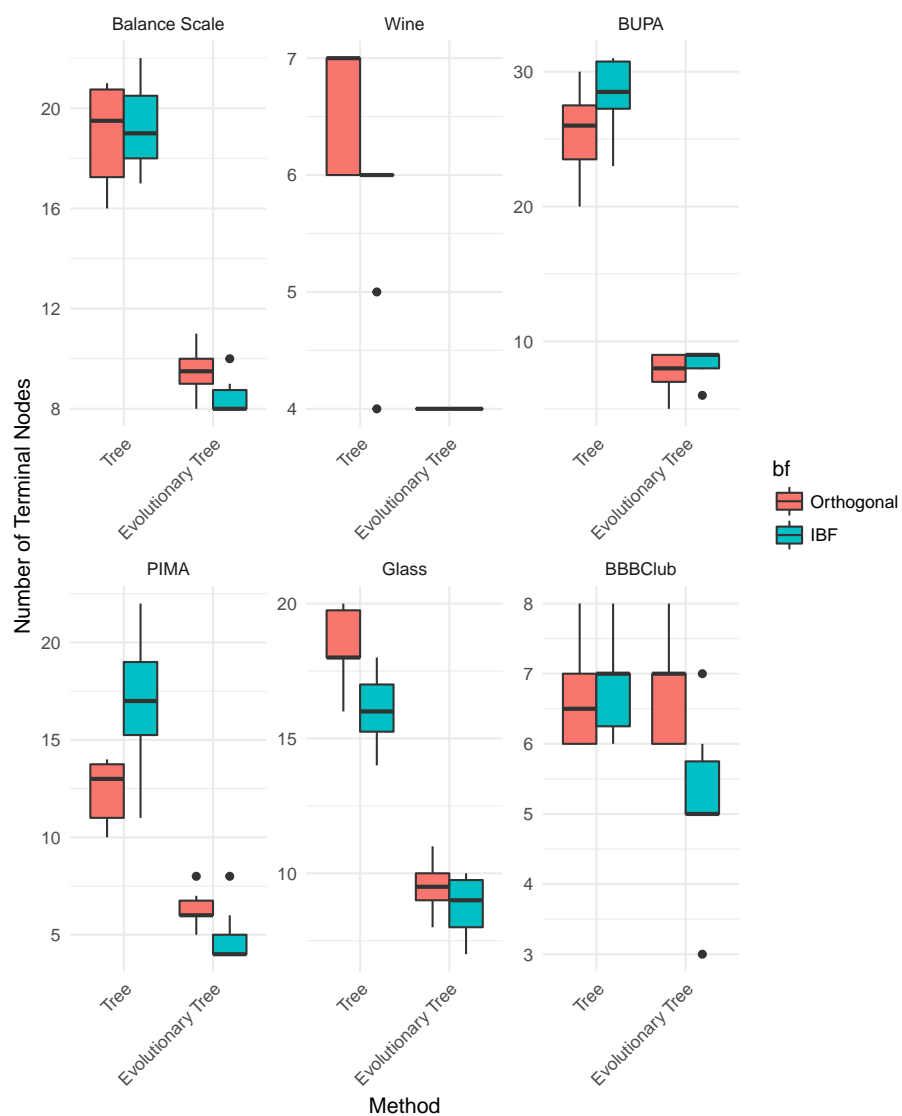 Balance Scale
Wine
BUPA
20
16
12
8
7
6
5
4
30
20
10
Tree
Evolutionary Tree
Tree
Evolutionary Tree
Tree
Evolutionary Tree
Number of Terminal Nodes
bf
Orthogonal
IBF
PIMA
Glass
BBBClub
20
15
10
5
20
15
10
8
7
6
5
4
3
Tree
Evolutionary Tree
Tree
Evolutionary Tree
Tree
Evolutionary Tree
Method